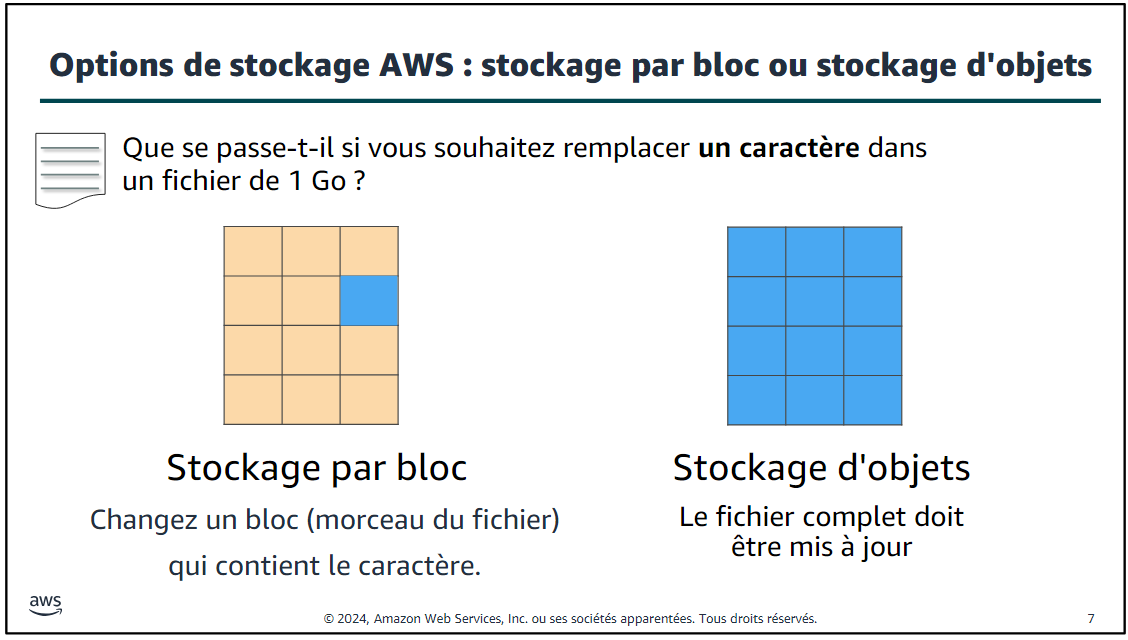 Options de stockage AWS : stockage par bloc ou stockage d'objets
Que se passe-t-il si vous souhaitez remplacer un caractère dans
un fichier de 1 Go ?
Stockage par bloc
Changez un bloc (morceau du fichier)
qui contient le caractère.
Stockage d'objets
Le fichier complet doit
être mis à jour
aws
© 2024, Amazon Web Services, Inc. ou ses sociétés apparentées. Tous droits réservés.
7